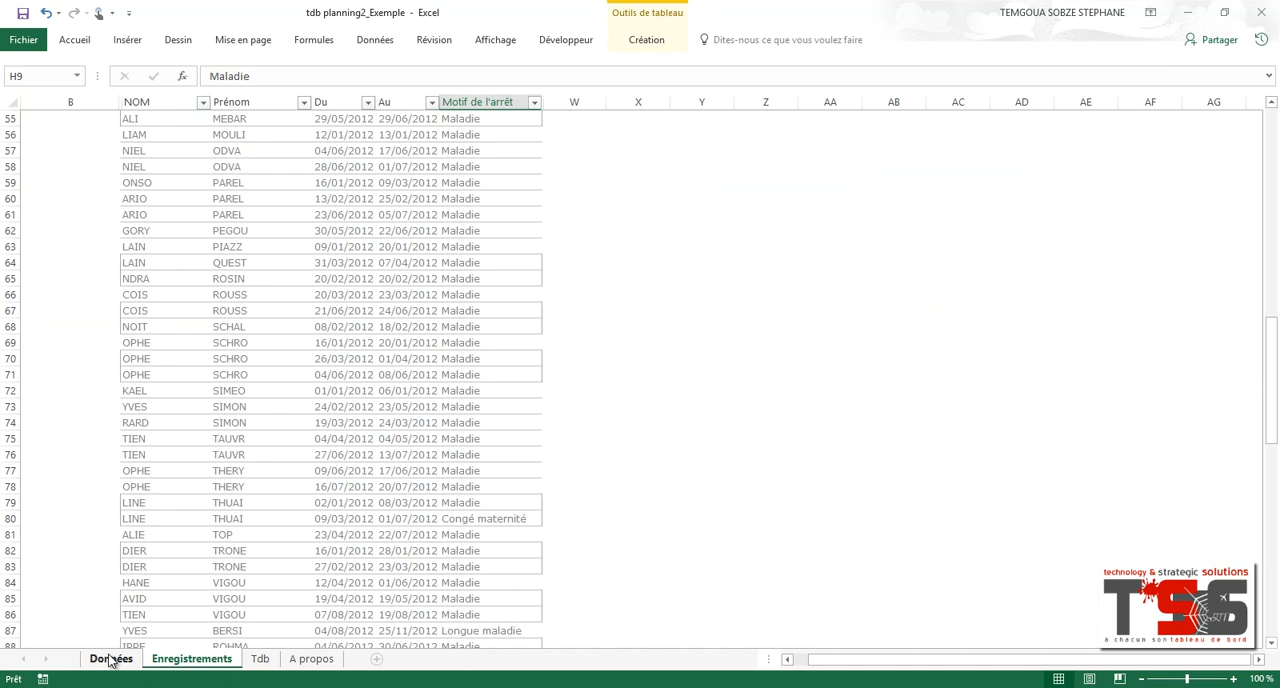 tdb planning2_Exemple - Excel
Outils de tableau
TEMGOUA SOBZE STEPHANE
Fichier Accueil Insérer Dessin Mise en page Formules Données Révision Affichage Développeur Création Dites-nous ce que vous voulez faire Partager
H9 fx Maladie
B NOM Prénom Du Au Motif de l'arrêt W X Y Z AA AB AC AD AE AF AG
55 ALI MEBAR 29/05/2012 29/06/2012 Maladie
56 LIAM MOULI 12/01/2012 13/01/2012 Maladie
57 NIEL ODVA 04/06/2012 17/06/2012 Maladie
58 NIEL ODVA 28/06/2012 01/07/2012 Maladie
59 ONSO PAREL 16/01/2012 09/03/2012 Maladie
60 ARIO PAREL 13/02/2012 25/02/2012 Maladie
61 ARIO PAREL 23/06/2012 05/07/2012 Maladie
62 GORY PEGOU 30/05/2012 22/06/2012 Maladie
63 LAIN PIAZZ 09/01/2012 20/01/2012 Maladie
64 LAIN QUEST 31/03/2012 07/04/2012 Maladie
65 NDRA ROSIN 20/02/2012 20/02/2012 Maladie
66 COIS ROUSS 20/03/2012 23/03/2012 Maladie
67 COIS ROUSS 21/06/2012 24/06/2012 Maladie
68 NOIT SCHAL 08/02/2012 18/02/2012 Maladie
69 OPHE SCHRO 16/01/2012 20/01/2012 Maladie
70 OPHE SCHRO 26/03/2012 01/04/2012 Maladie
71 OPHE SCHRO 04/06/2012 08/06/2012 Maladie
72 KAEL SIMEO 01/01/2012 06/01/2012 Maladie
73 YVES SIMON 24/02/2012 23/05/2012 Maladie
74 RARD SIMON 19/03/2012 24/03/2012 Maladie
75 TIEN TAUVR 04/04/2012 04/05/2012 Maladie
76 TIEN TAUVR 27/06/2012 13/07/2012 Maladie
77 OPHE THERY 09/06/2012 17/06/2012 Maladie
78 OPHE THERY 16/07/2012 20/07/2012 Maladie
79 LINE THUAI 02/01/2012 08/03/2012 Maladie
80 LINE THUAI 09/03/2012 01/07/2012 Congé maternité
81 ALIE TOP 23/04/2012 22/07/2012 Maladie
82 DIER TRONE 16/01/2012 28/01/2012 Maladie
83 DIER TRONE 27/02/2012 23/03/2012 Maladie
84 HANE VIGOU 12/04/2012 01/06/2012 Maladie
85 AVID VIGOU 19/04/2012 19/05/2012 Maladie
86 TIEN VIGOU 07/08/2012 19/08/2012 Maladie
87 YVES BERSI 04/08/2012 25/11/2012 Longue maladie
88 IPPE ROHMA 04/06/2012 30/06/2012 Maladie
technology & strategic solutions
TSS
à chacun son tableau de bord
Données Enregistrements Tdb A propos
Prêt 100 %